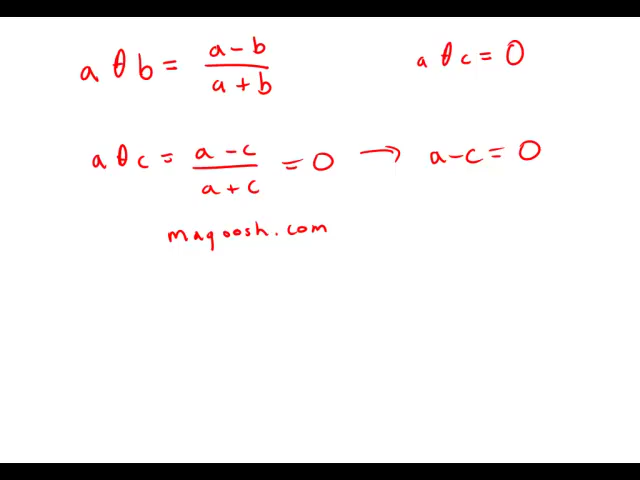 a θ b = (a - b)/(a + b)    a θ c = 0
a θ c = (a - c)/(a + c) = 0 → a - c = 0
magoosh.com